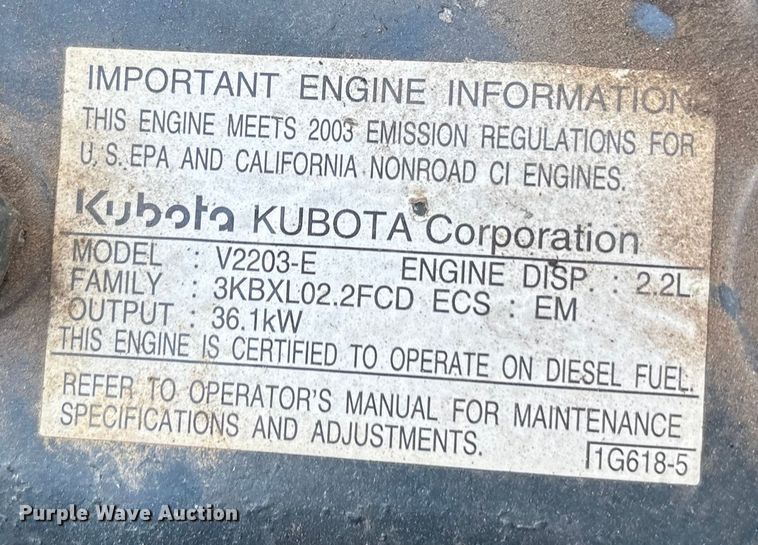 IMPORTANT ENGINE INFORMATION
THIS ENGINE MEETS 2003 EMISSION REGULATIONS FOR
U.S.EPA AND CALIFORNIA NONROAD CI ENGINES.
Kubota KUBOTA Corporation
MODEL : V2203-E ENGINE DISP. : 2.2L
FAMILY : 3KBXL02.2FCD ECS : EM
OUTPUT : 36.1kW
THIS ENGINE IS CERTIFIED TO OPERATE ON DIESEL FUEL.
REFER TO OPERATOR'S MANUAL FOR MAINTENANCE
SPECIFICATIONS AND ADJUSTMENTS.
1G618-5
Purple Wave Auction